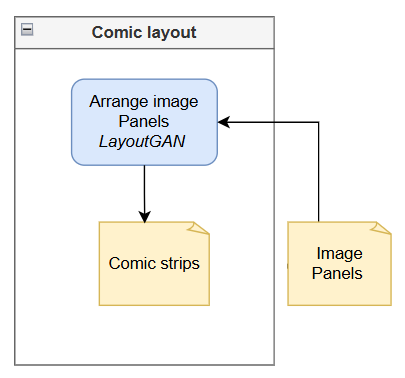 Comic layout
Arrange image
Panels
LayoutGAN
Comic strips
Image
Panels